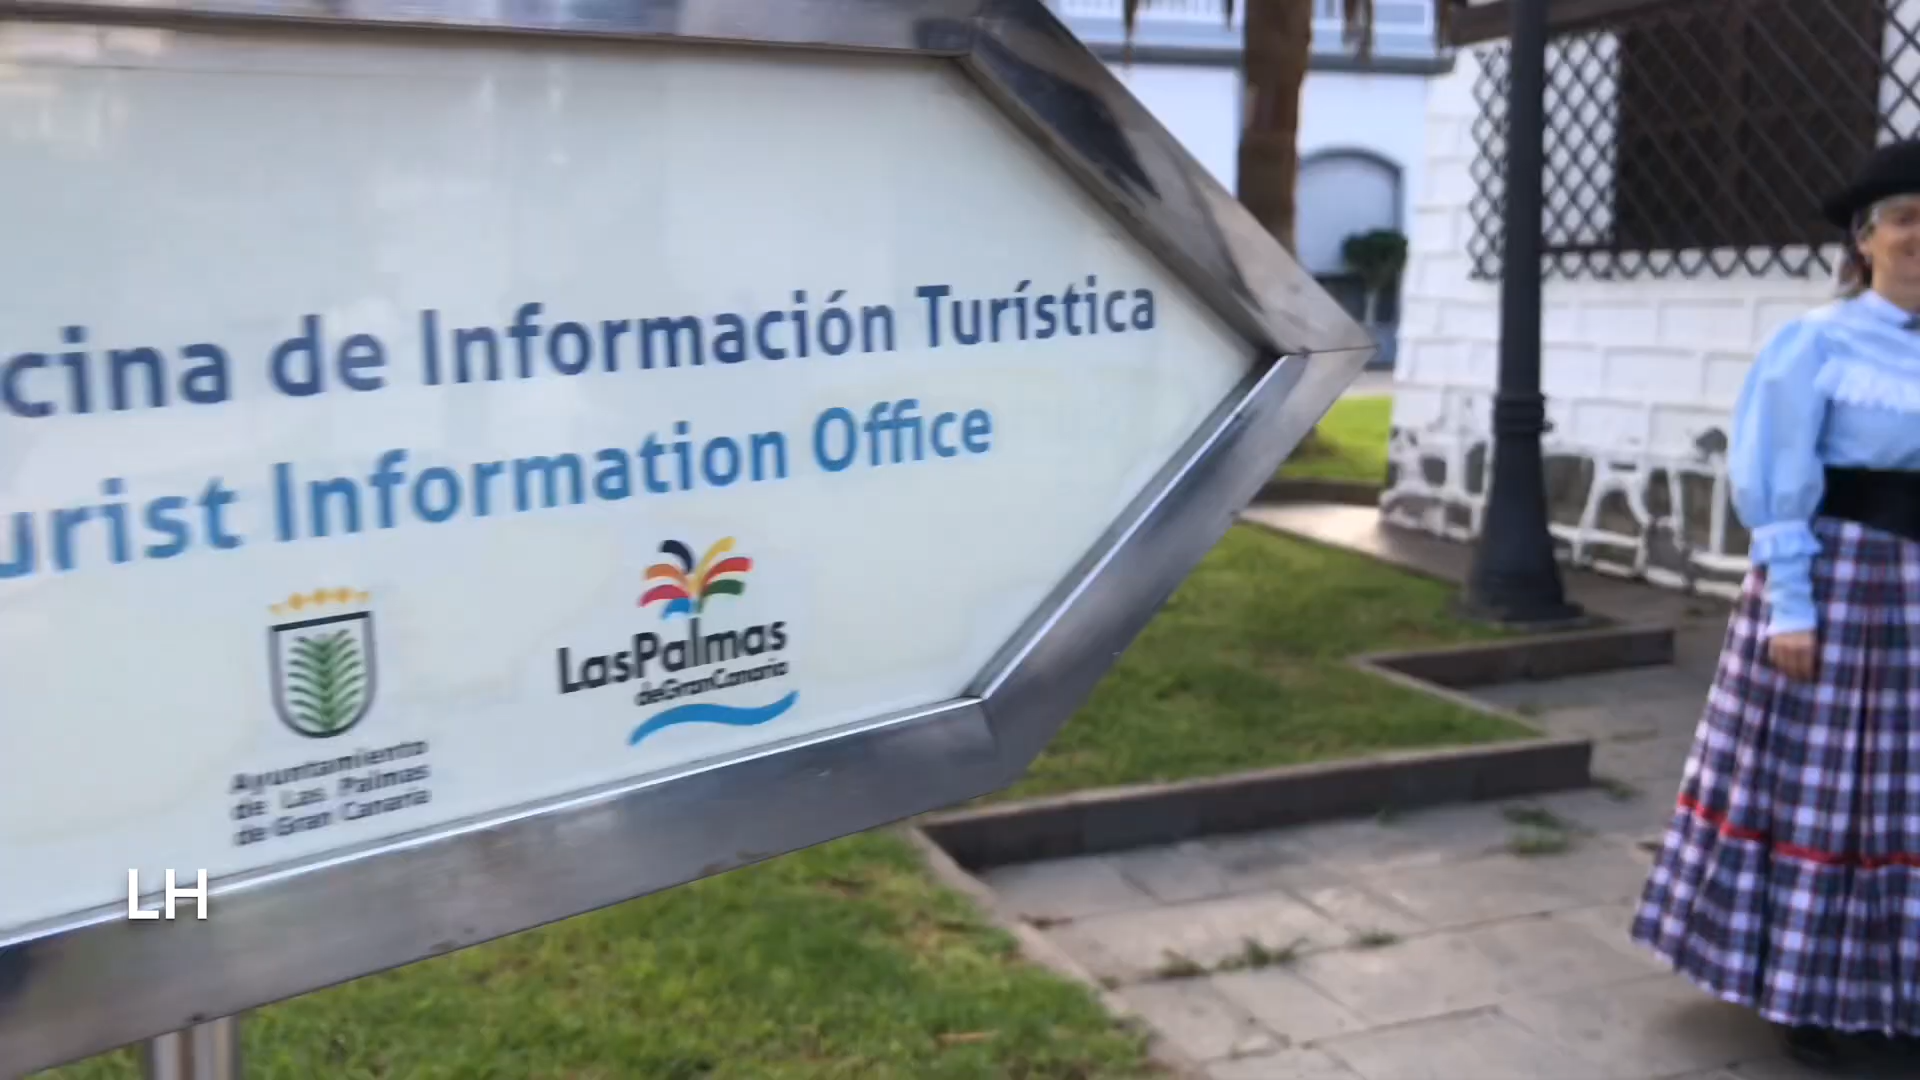 cina de Información Turística
urist Information Office
LasPalmas
deGranCanaria
Ayuntamiento
de Las Palmas
de Gran Canaria
LH